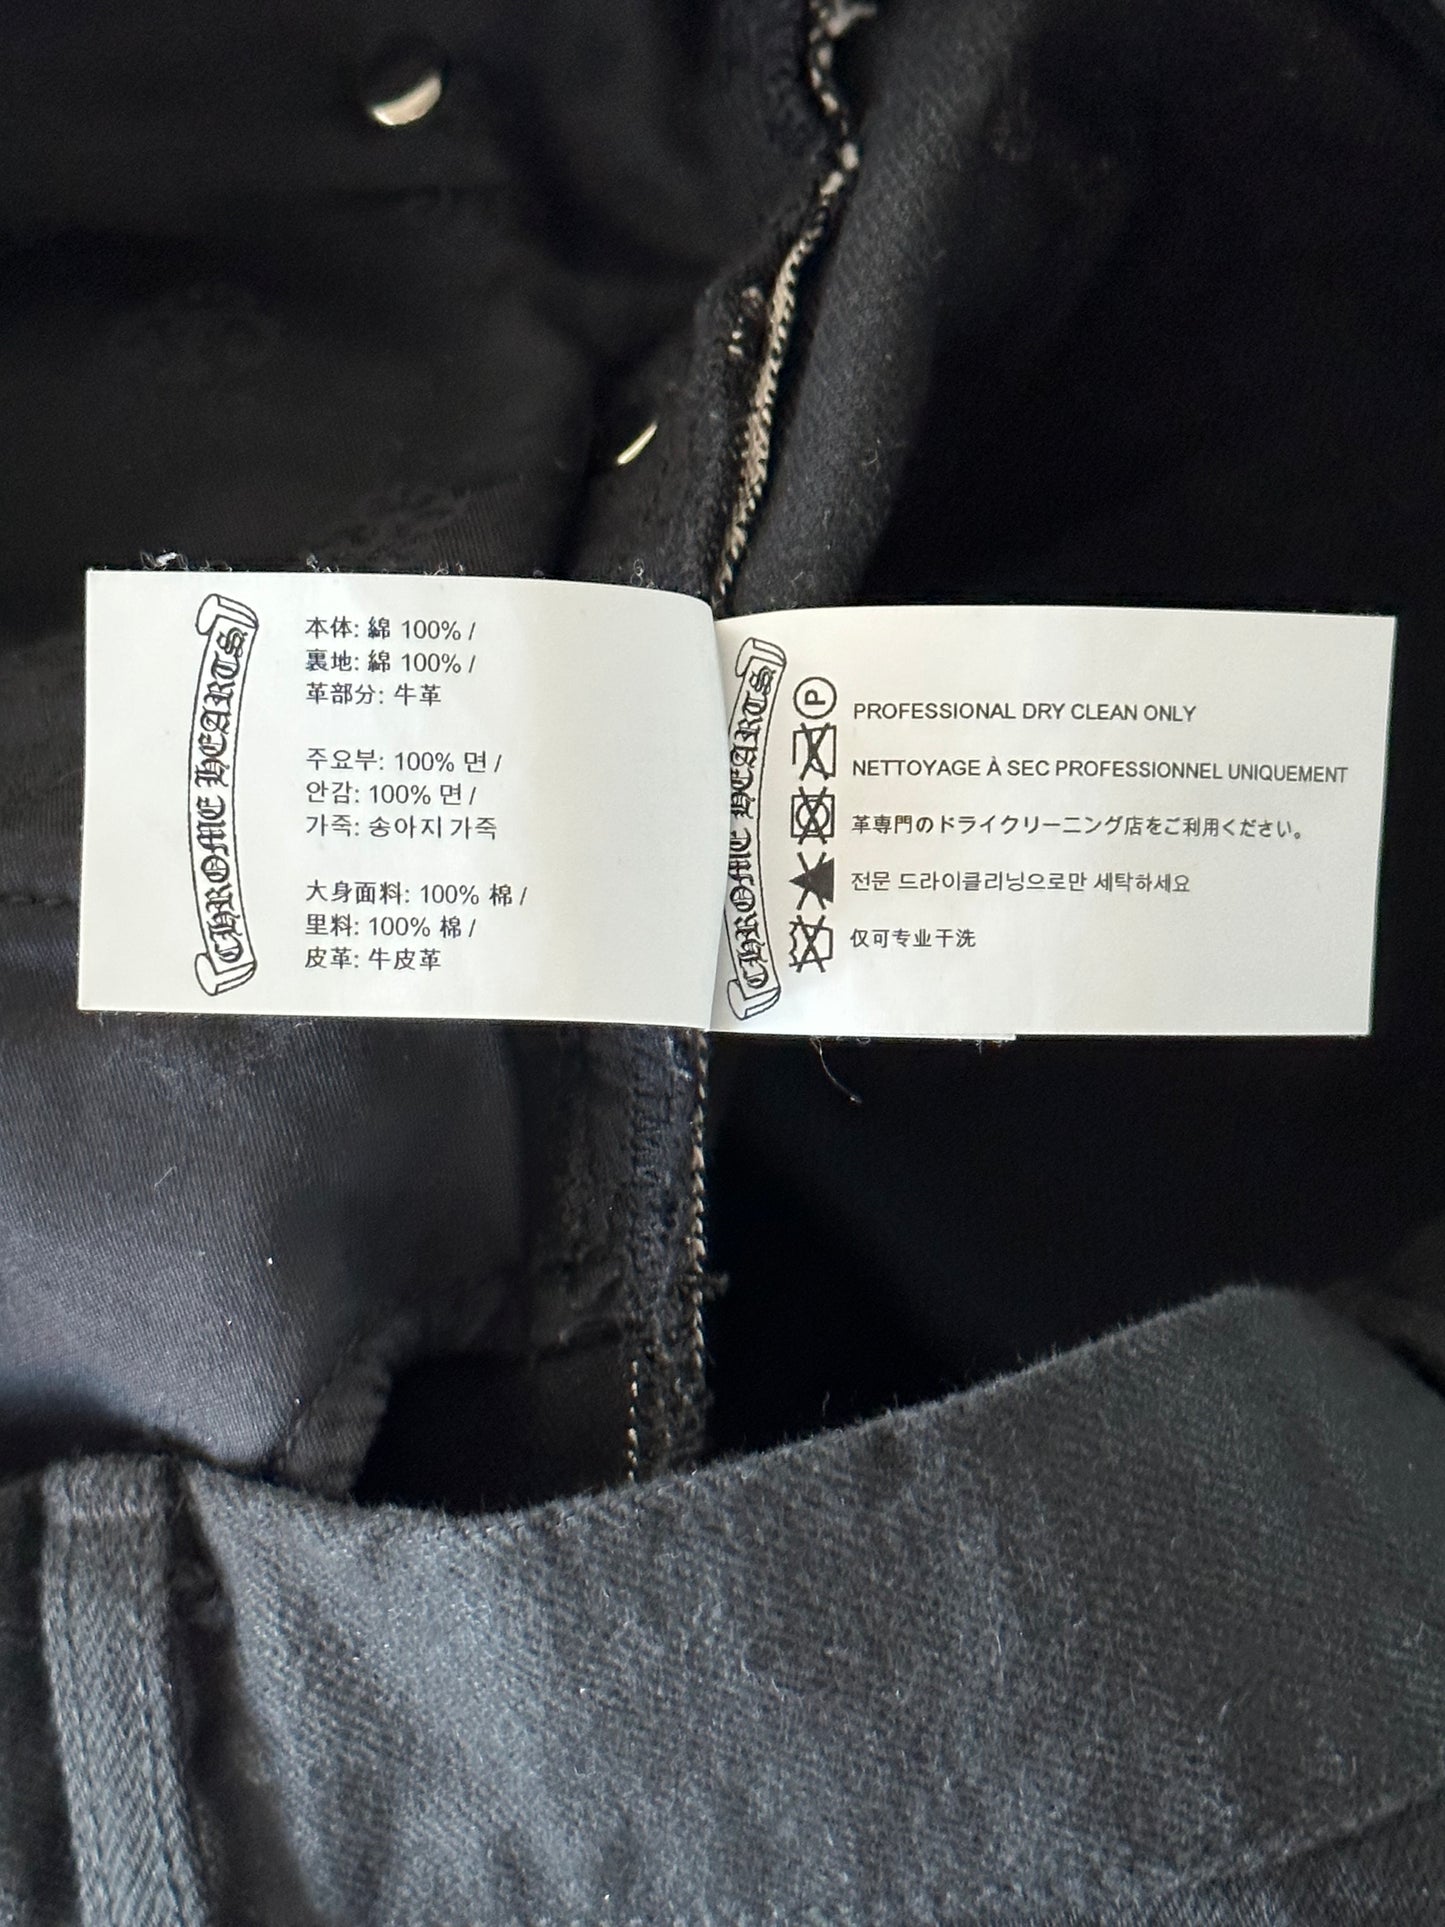 CHROME HEARTS
本体: 綿 100% /
裏地: 綿 100% /
革部分: 牛革
주요부: 100% 면 /
안감: 100% 면 /
가죽: 송아지 가죽
大身面料: 100% 棉 /
里料: 100% 棉 /
皮革: 牛皮革
CHROME HEARTS
P
PROFESSIONAL DRY CLEAN ONLY
NETTOYAGE À SEC PROFESSIONNEL UNIQUEMENT
革専門のドライクリーニング店をご利用ください。
전문 드라이클리닝으로만 세탁하세요
仅可专业干洗